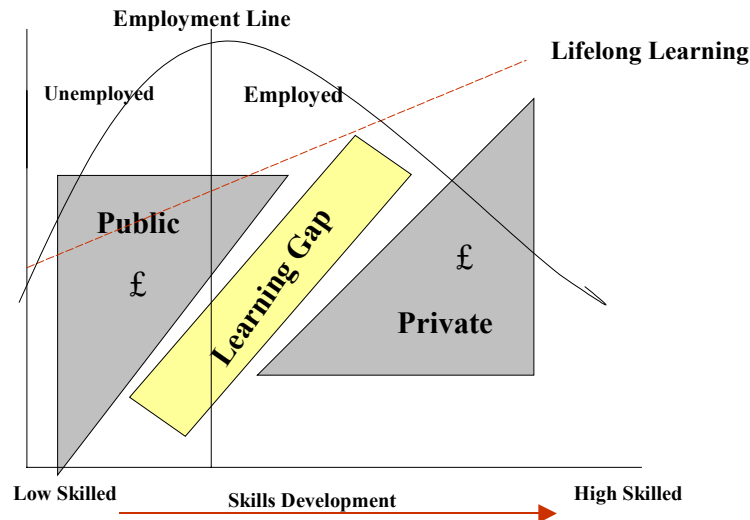 Employment Line
Lifelong Learning
Unemployed
Employed
Public
£
Learning Gap
£
Private
Low Skilled
Skills Development
High Skilled